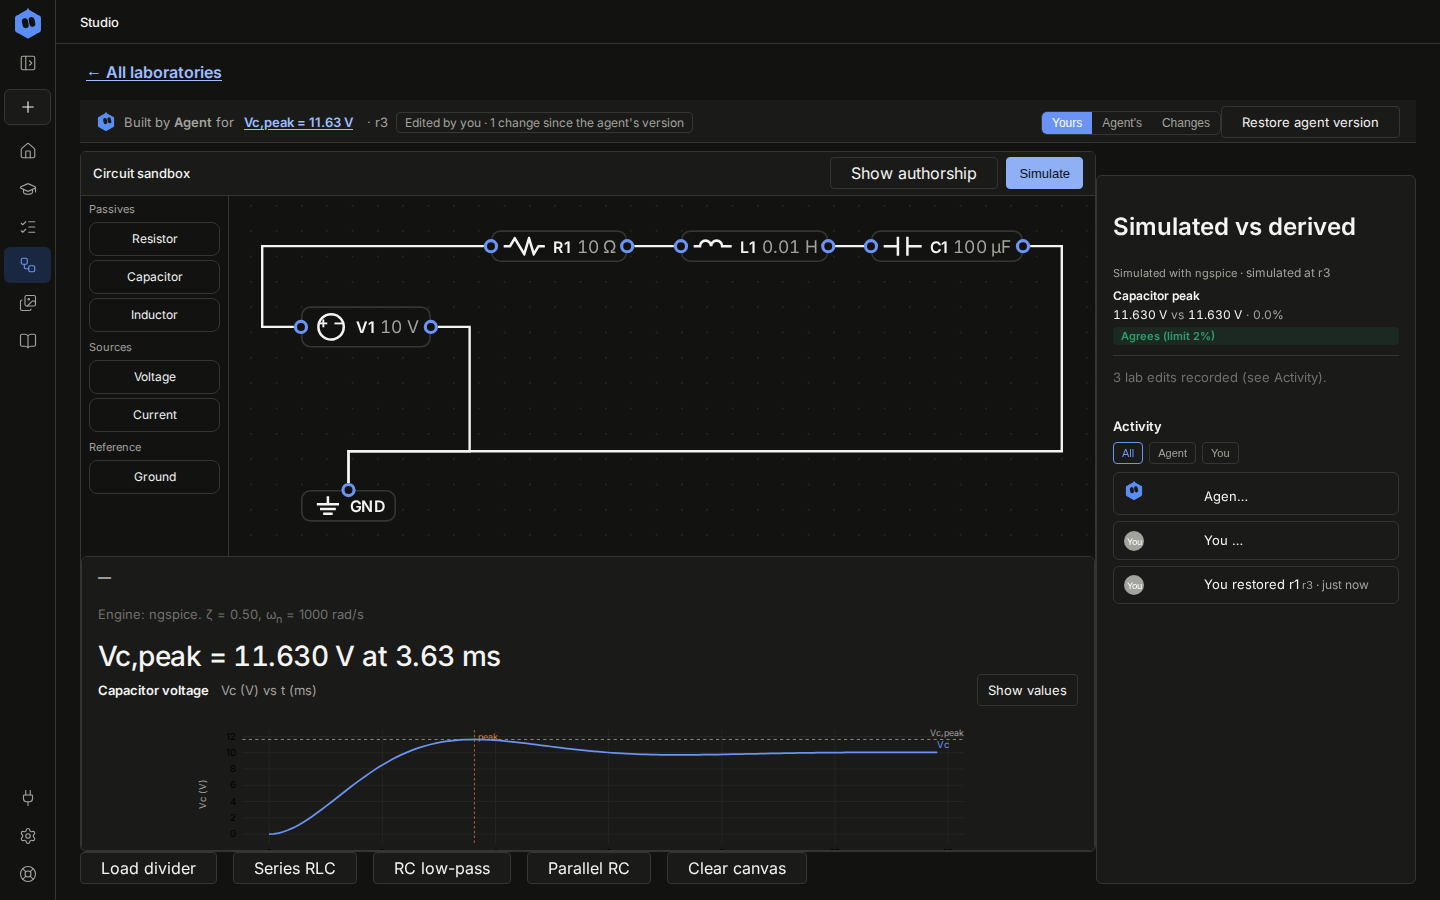 Studio
← All laboratories
Built by Agent for Vc,peak = 11.63 V · r3 Edited by you · 1 change since the agent's version
Yours Agent's Changes Restore agent version
Circuit sandbox
Show authorship Simulate
Passives
Resistor
Capacitor
Inductor
Sources
Voltage
Current
Reference
Ground
R1 10 Ω
L1 0.01 H
C1 100 µF
V1 10 V
GND
Simulated vs derived
Simulated with ngspice · simulated at r3
Capacitor peak
11.630 V vs 11.630 V · 0.0%
Agrees (limit 2%)
3 lab edits recorded (see Activity).
Activity
All Agent You
Agen...
You You ...
You You restored r1 r3 · just now
—
Engine: ngspice. ζ = 0.50, ωn = 1000 rad/s
Vc,peak = 11.630 V at 3.63 ms
Capacitor voltage Vc (V) vs t (ms)
Show values
Vc (V)
12
10
8
6
4
2
0
peak
Vc,peak
Vc
Load divider Series RLC RC low-pass Parallel RC Clear canvas